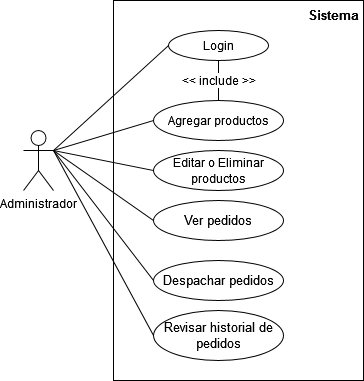 Sistema
Login
<< include >>
Agregar productos
Editar o Eliminar
productos
Administrador
Ver pedidos
Despachar pedidos
Revisar historial de
pedidos